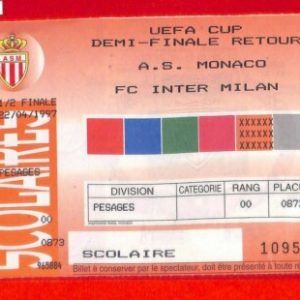 UEFA CUP
DEMI-FINALE RETOUR
A.S. MONACO
FC INTER MILAN
A.S.M
1/2 FINALE
22/04/1997
SCOLAIRE
PESAGES
00 0873
XXXXXX
XXXXXX
XXXXXX
DIVISION CATEGORIE RANG PLACE
PESAGES 00 0873
SCOLAIRE 1095
965084
Billet à conserver par le spectateur, doit être présenté à toute